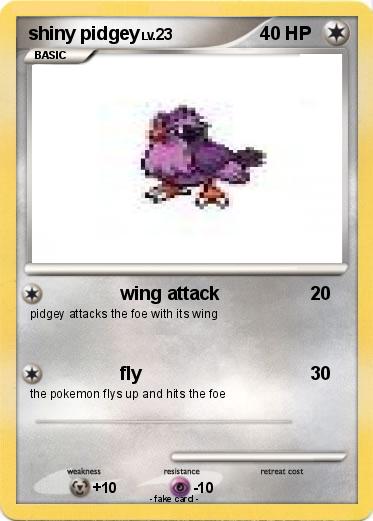 shiny pidgey LV.23 40 HP
BASIC
wing attack 20
pidgey attacks the foe with its wing
fly 30
the pokemon flys up and hits the foe
weakness resistance retreat cost
+10 -10
- fake card -